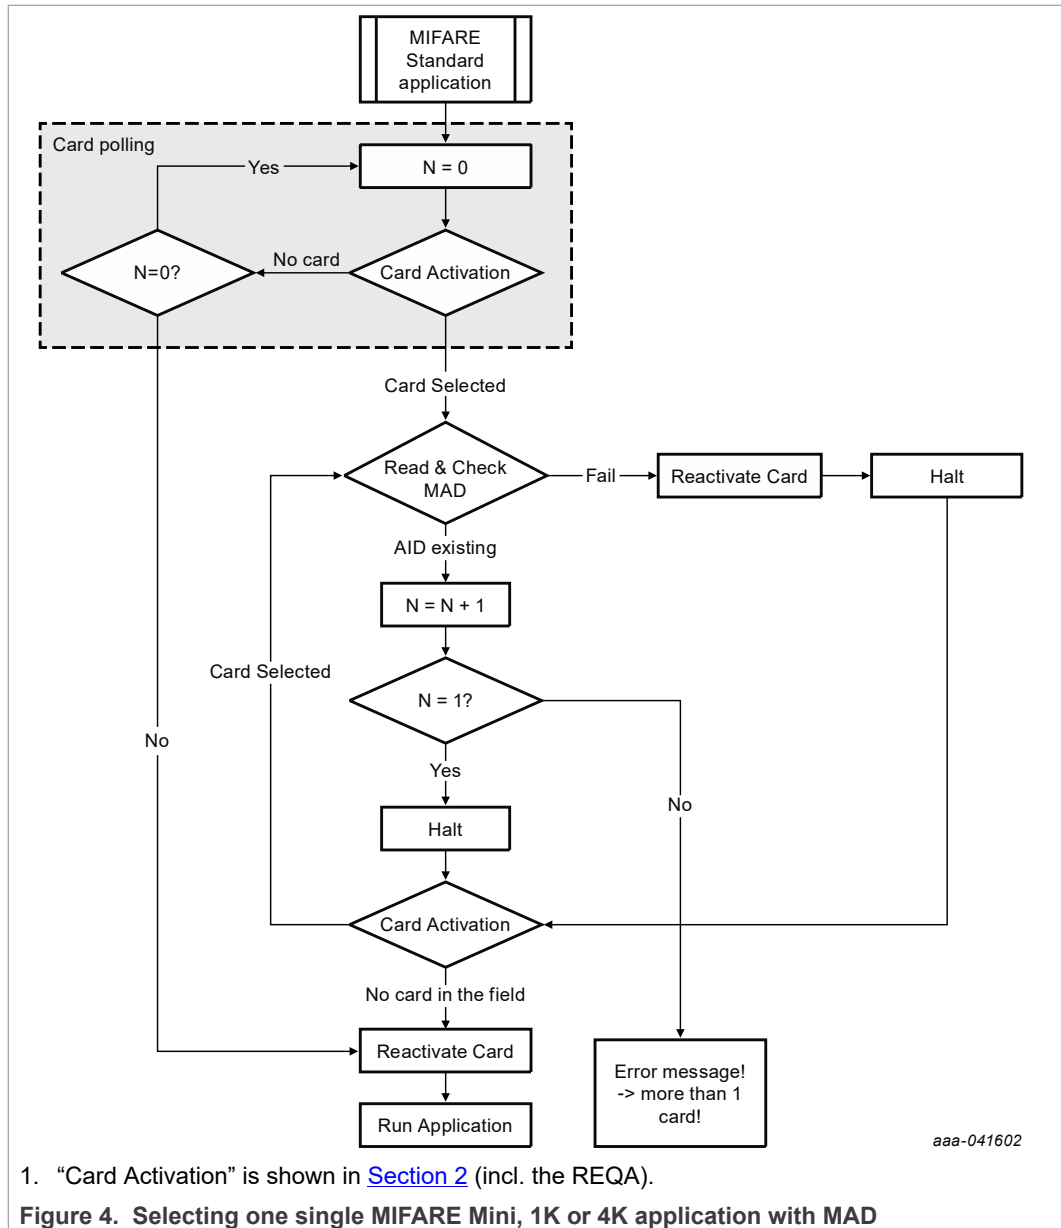 MIFARE
Standard
application
Card polling
Yes
N = 0
N=0?
No card
Card Activation
Card Selected
Read & Check
MAD
Fail
Reactivate Card
Halt
AID existing
N = N + 1
Card Selected
N = 1?
No
Yes
No
Halt
Card Activation
No card in the field
Reactivate Card
Error message!
-> more than 1
card!
Run Application
aaa-041602
1. “Card Activation” is shown in Section 2 (incl. the REQA).
Figure 4. Selecting one single MIFARE Mini, 1K or 4K application with MAD